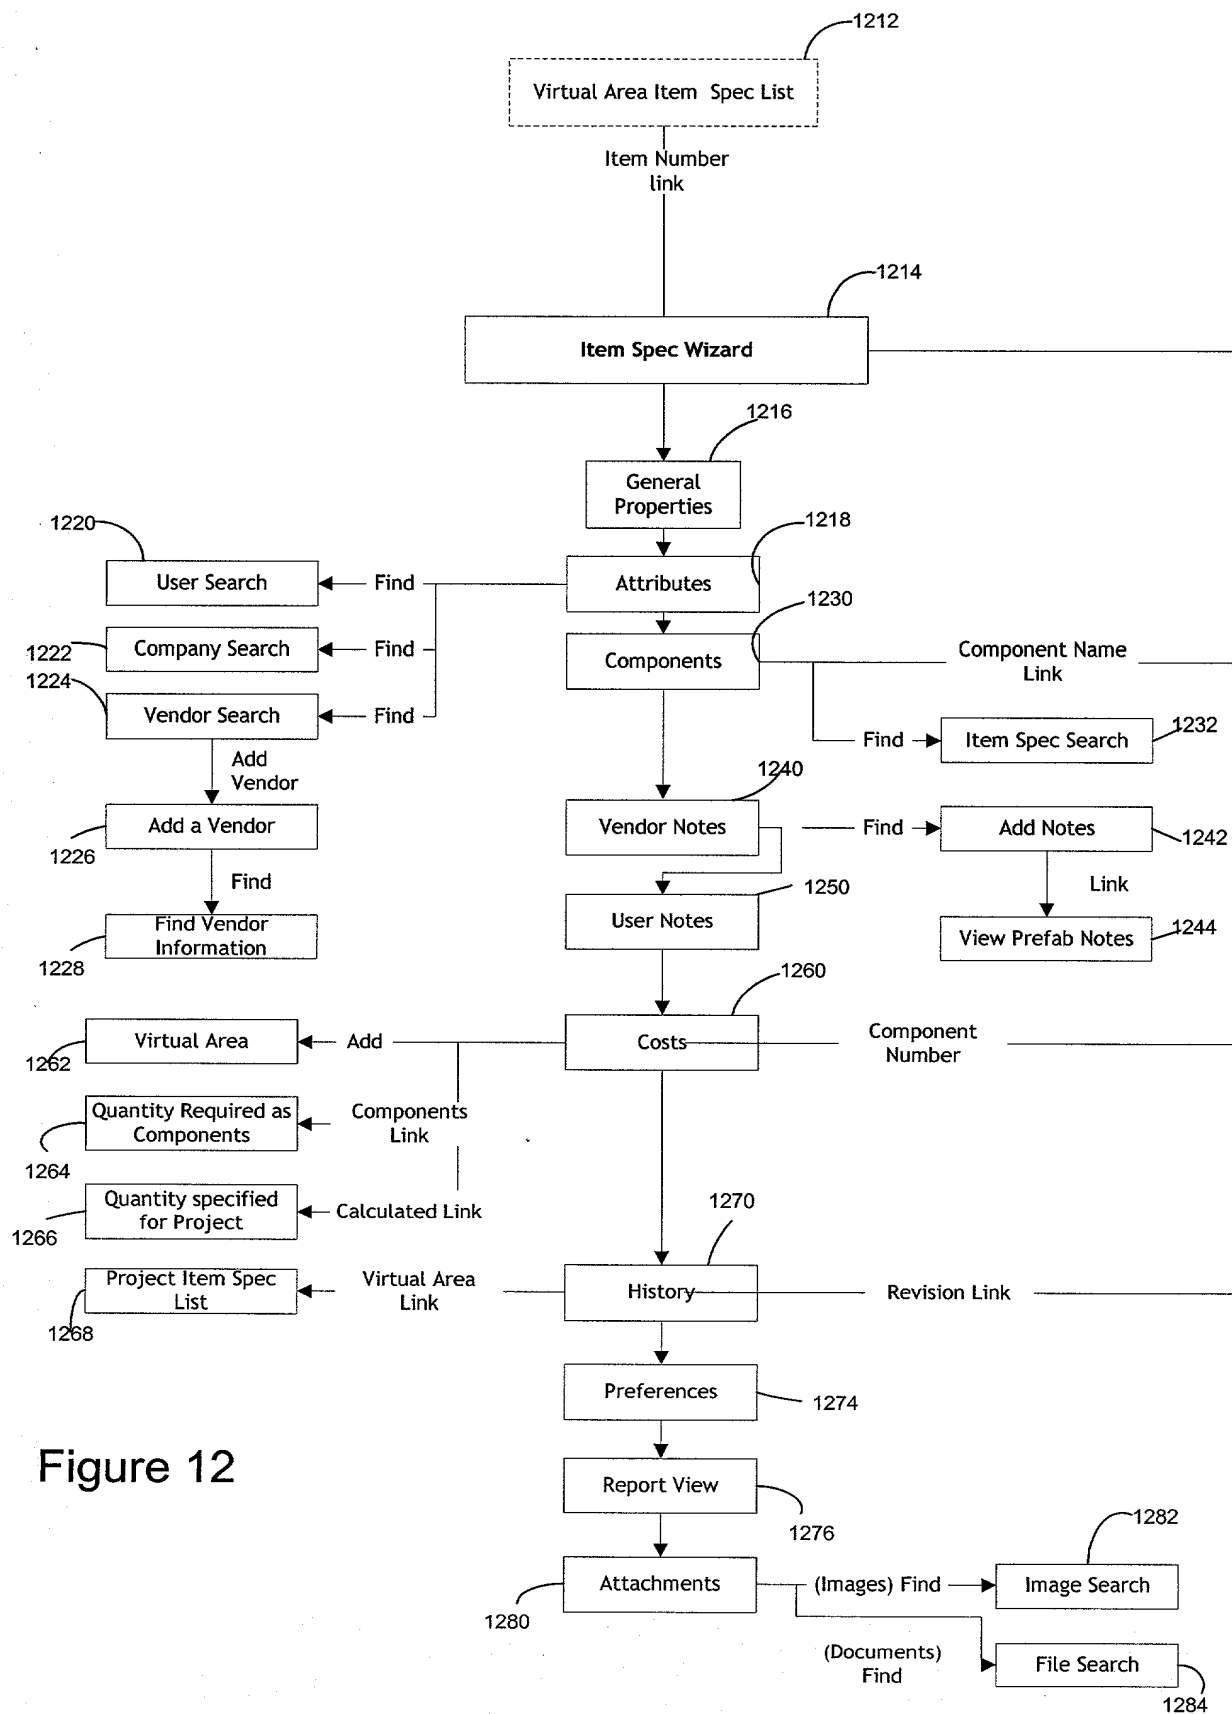 1212
Virtual Area Item Spec List
Item Number
link
1214
Item Spec Wizard
1216
General
Properties
1220
1218
User Search
Find
Attributes
1230
1222
Company Search
Find
Components
Component Name
Link
1224
Vendor Search
Find
Find
Item Spec Search
1232
Add
Vendor
1240
Add a Vendor
1226
Vendor Notes
Find
Add Notes
1242
Find
1250
Link
Find Vendor
Information
1228
User Notes
View Prefab Notes
1244
1260
Virtual Area
1262
Add
Costs
Component
Number
Quantity Required as
Components
1264
Components
Link
Quantity specified
for Project
1266
Calculated Link
1270
Project Item Spec
List
1268
Virtual Area
Link
History
Revision Link
Preferences
1274
Figure 12
Report View
1276
1282
Attachments
1280
(Images) Find
Image Search
(Documents)
Find
File Search
1284